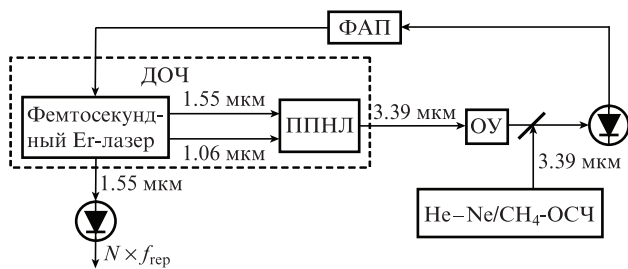 ФАП
ДОЧ
1.55 мкм
Фемтосекунд-
ный Er-лазер
ППНЛ
3.39 мкм
ОУ
1.06 мкм
3.39 мкм
1.55 мкм
He–Ne/CH₄-ОСЧ
N × f_rep